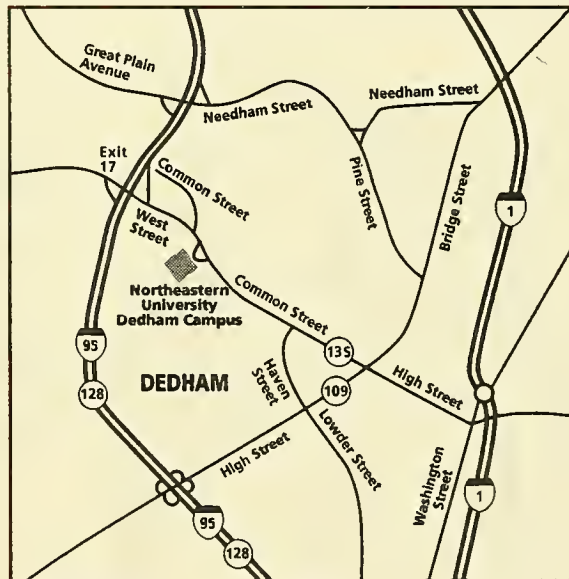 Great Plain
Avenue
Needham Street
Needham Street
Exit
17
Common Street
West
Street
Pine Street
Bridge Street
1
Northeastern
University
Dedham Campus
Common Street
95
128
DEDHAM
135
109
Haven
Street
High Street
High Street
Lowder Street
Washington
Street
95
128
1